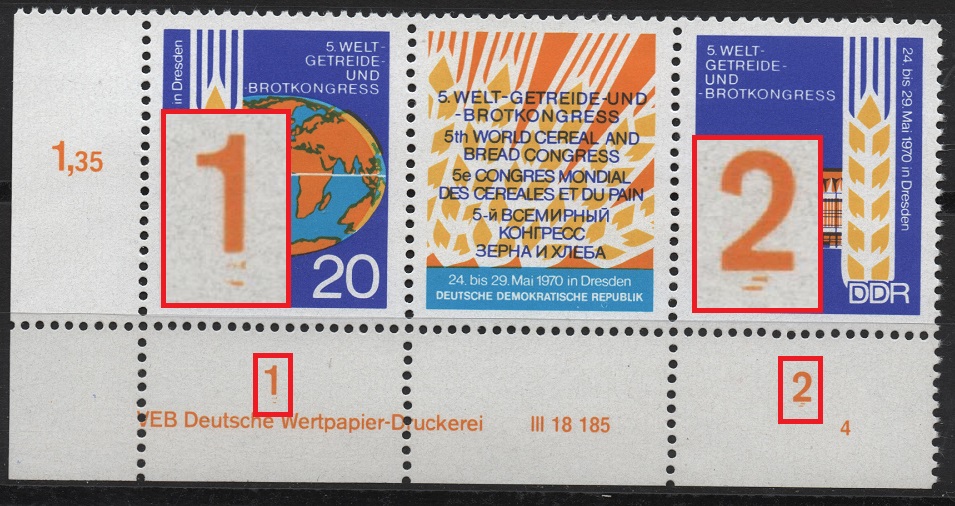 1,35
in Dresden
5. WELT-
GETREIDE-
UND
-BROTKONGRESS
1
20
5. WELT-GETREIDE-UND
-BROTKONGRESS
5th WORLD CEREAL AND
BREAD CONGRESS
5e CONGRES MONDIAL
DES CEREALES ET DU PAIN
5-й ВСЕМИРНЫЙ
КОНГРЕСС
ЗЕРНА И ХЛЕБА
24. bis 29. Mai 1970 in Dresden
DEUTSCHE DEMOKRATISCHE REPUBLIK
5. WELT-
GETREIDE-
UND
-BROTKONGRESS
2
24. bis 29. Mai 1970 in Dresden
DDR
1
2
VEB Deutsche Wertpapier-Druckerei
III 18 185
4